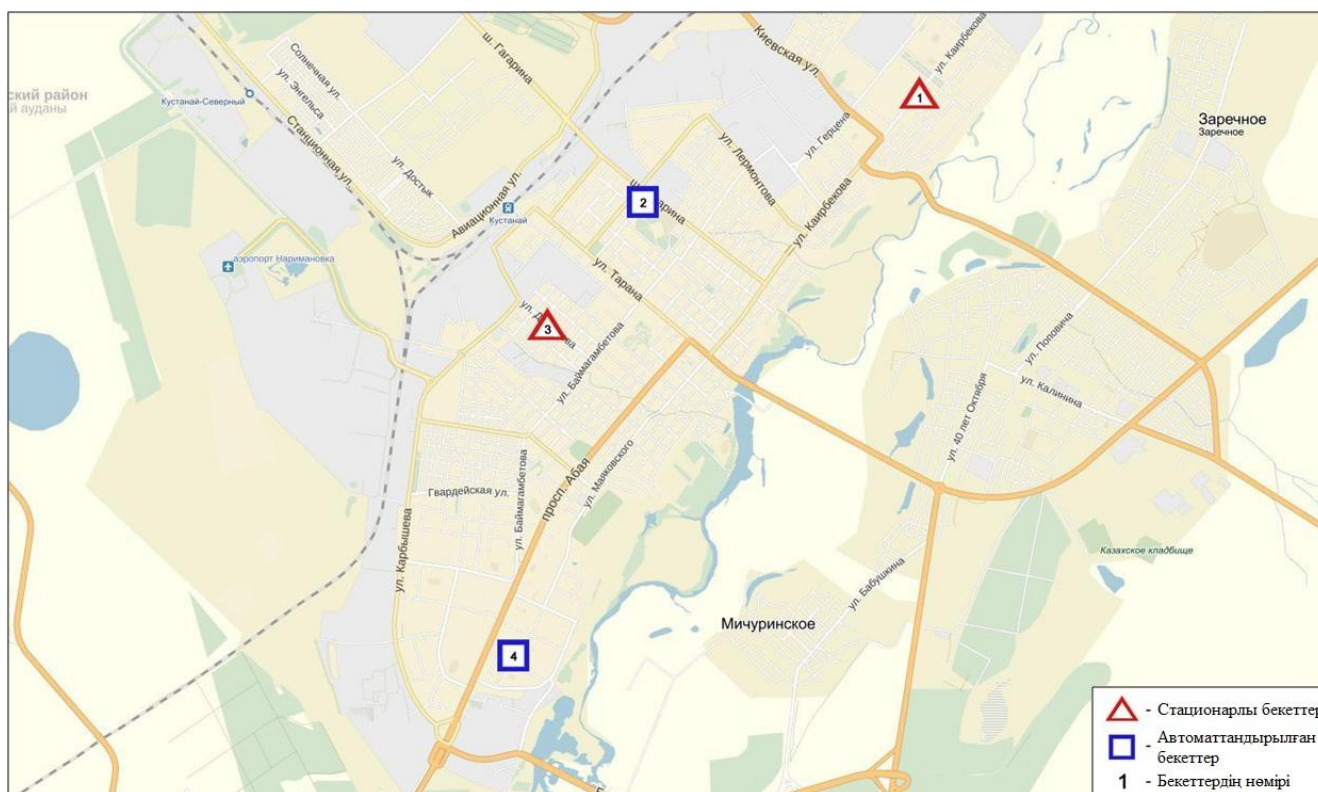 Киевская ул.
ул. Каирбекова
ш. Гагарина
Солнечная ул.
ул. Энгельса
ский район
й ауданы
Кустанай-Северный
1
Заречное
Заречное
ул. Герцена
Станционная ул.
ул. Достык
ул. Лермонтова
Авиационная ул.
2
Кустанай
ул. Каирбекова
аэропорт Наримановка
ул. Тарана
3
ул. Баймагамбетова
ул. Поповича
ул. Калинина
ул. 40 лет Октября
ул. Маяковского
просп. Абая
Гвардейская ул.
ул. Баймагамбетова
ул. Карбышева
Казахское кладбище
ул. Бабушкина
Мичуринское
4
- Стационарлы бекеттер
- Автоматтандырылған
бекеттер
1 - Бекеттердің нөмірі